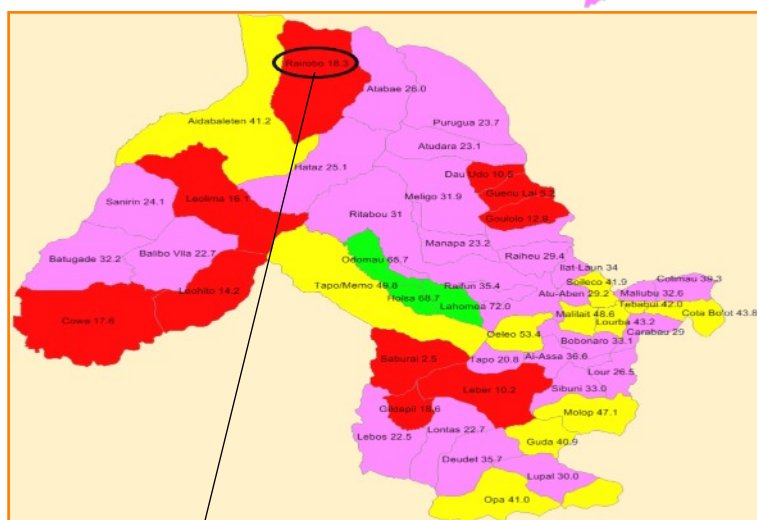 Rairobo 18.3
Atabae 26.0
Aidabaleten 41.2
Purugua 23.7
Atudara 23.1
Hataz 25.1
Dau Udo 10.5
Guenu Lai 5.2
Meligo 31.9
Leolima 16.1
Sanirin 24.1
Ritabou 31
Goulolo 12.9
Manapa 23.2
Balibo Vila 22.7
Batugade 32.2
Raiheu 29.4
Odomau 65.7
Ilat-Laun 34
Leohito 14.2
Tapo/Memo 49.8
Raifun 35.4
Soileco 41.9
Colimau 39.3
Holsa 68.7
Atu-Aben 29.2
Maliubu 32.6
Lahomea 72.0
Tebabui 42.0
Malilait 48.6
Cota Bo'ot 43.8
Cowa 17.6
Lourba 43.2
Oeleo 53.4
Carabau 29
Bobonaro 33.1
Saburai 2.5
Tapo 20.8
Ai-Assa 36.6
Lour 26.5
Leber 10.2
Sibuni 33.0
Gildapil 18.6
Molop 47.1
Lontas 22.7
Lebos 22.5
Guda 40.9
Deudet 35.7
Lupal 30.0
Opa 41.0